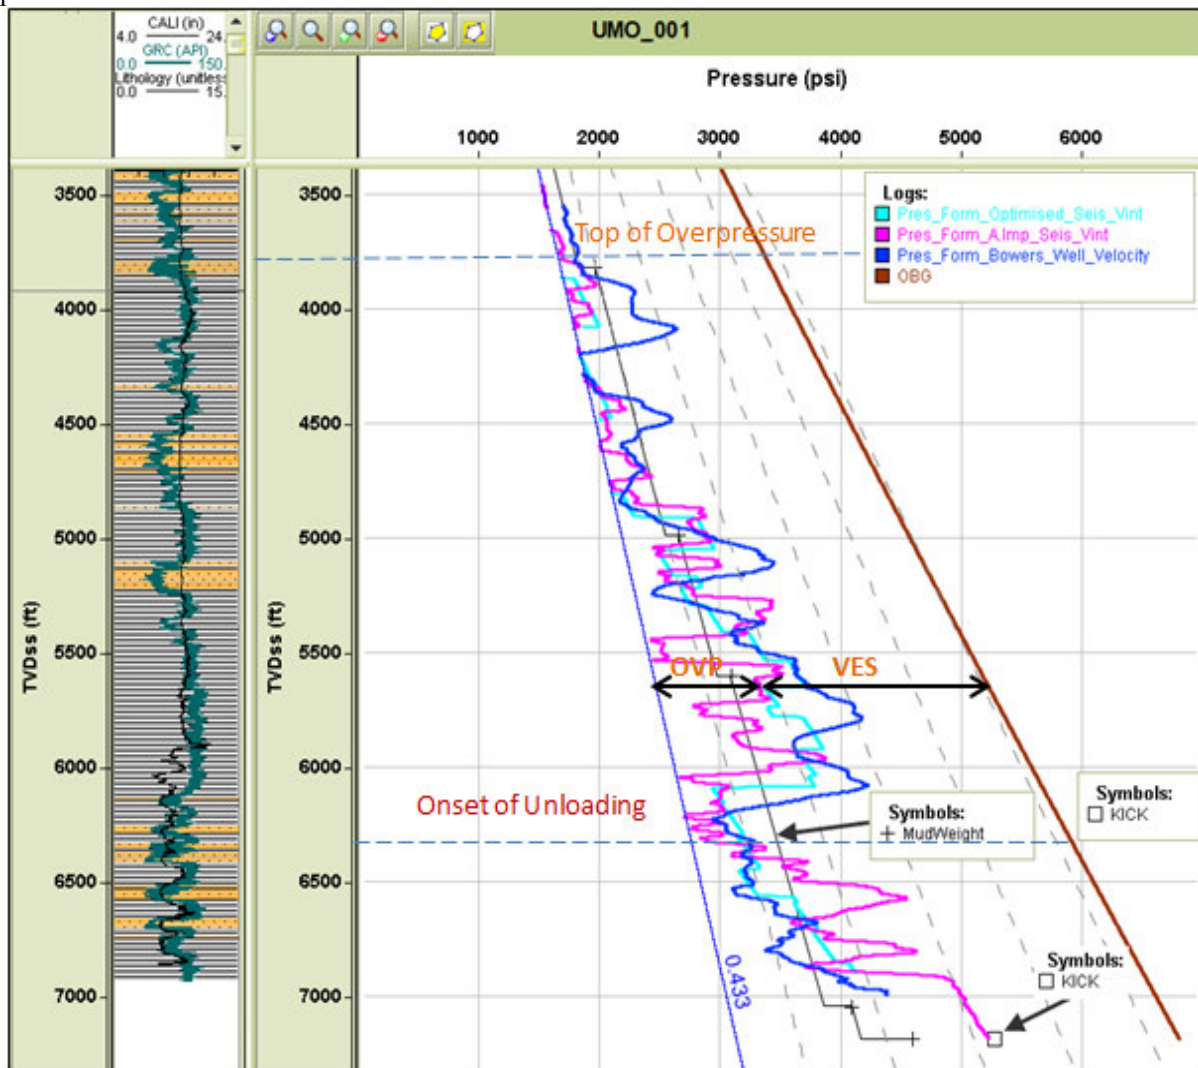 UMO_001
CALI (in)
4.0 24.
GRC (API)
0.0 150.
Lithology (unitless
0.0 15.
Pressure (psi)
1000 2000 3000 4000 5000 6000
Logs:
Pres_Form_Optimised_Seis_Vint
Pres_Form_AImp_Seis_Vint
Pres_Form_Bowers_Well_Velocity
OBG
Top of Overpressure
3500 3500
4000 4000
4500 4500
5000 5000
TVDss (ft) TVDss (ft)
5500 5500
OVP VES
6000 6000
Onset of Unloading
Symbols:
MudWeight
Symbols:
KICK
6500 6500
Symbols:
KICK
0.433
7000 7000